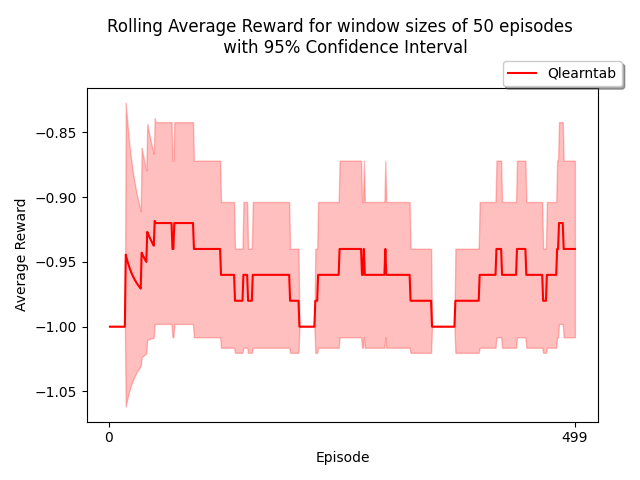 Rolling Average Reward for window sizes of 50 episodes
with 95% Confidence Interval
Qlearntab
Average Reward
−0.85
−0.90
−0.95
−1.00
−1.05
0
499
Episode